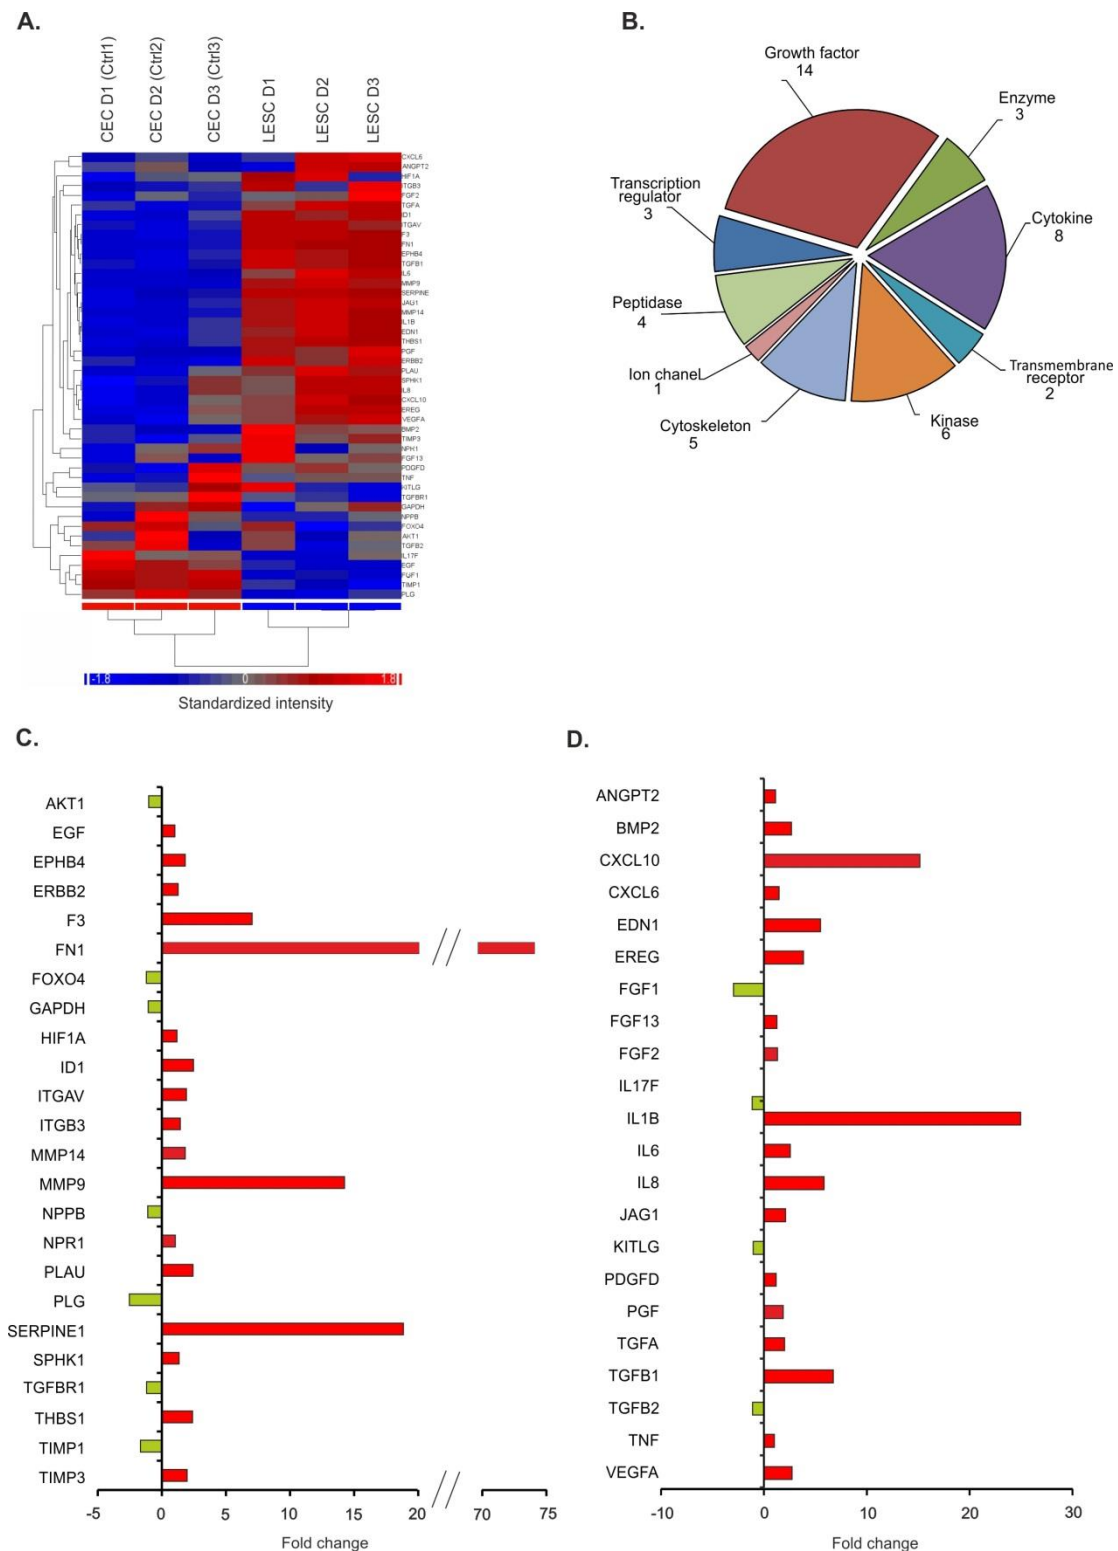 A.
CEC D1 (Ctrl1)
CEC D2 (Ctrl2)
CEC D3 (Ctrl3)
LESC D1
LESC D2
LESC D3
CXCL6
ANGPT2
HIF1A
ITGB3
FGF2
TGFA
ID1
ITGAV
F3
FN1
EPHB4
TGFB1
IL6
MMP9
SERPINE
JAG1
MMP14
IL1B
EDN1
THBS1
PGF
ERBB2
PLAU
SPHK1
IL8
CXCL10
EREG
VEGFA
BMP2
TIMP3
FGF13
PDGFD
TNF
KITLG
TGFBR1
GAPDH
NPPB
FOXO4
AKT1
TGFB2
IL17F
EGF
FGF1
TIMP1
PLG
-1.8
0
1.8
Standardized intensity
B.
Growth factor
14
Enzyme
3
Cytokine
8
Transmembrane
receptor
2
Kinase
6
Cytoskeleton
5
Ion chanel
1
Peptidase
4
Transcription
regulator
3
C.
AKT1
EGF
EPHB4
ERBB2
F3
FN1
FOXO4
GAPDH
HIF1A
ID1
ITGAV
ITGB3
MMP14
MMP9
NPPB
NPR1
PLAU
PLG
SERPINE1
SPHK1
TGFBR1
THBS1
TIMP1
TIMP3
-5 0 5 10 15 20 70 75
Fold change
D.
ANGPT2
BMP2
CXCL10
CXCL6
EDN1
EREG
FGF1
FGF13
FGF2
IL17F
IL1B
IL6
IL8
JAG1
KITLG
PDGFD
PGF
TGFA
TGFB1
TGFB2
TNF
VEGFA
-10 0 10 20 30
Fold change